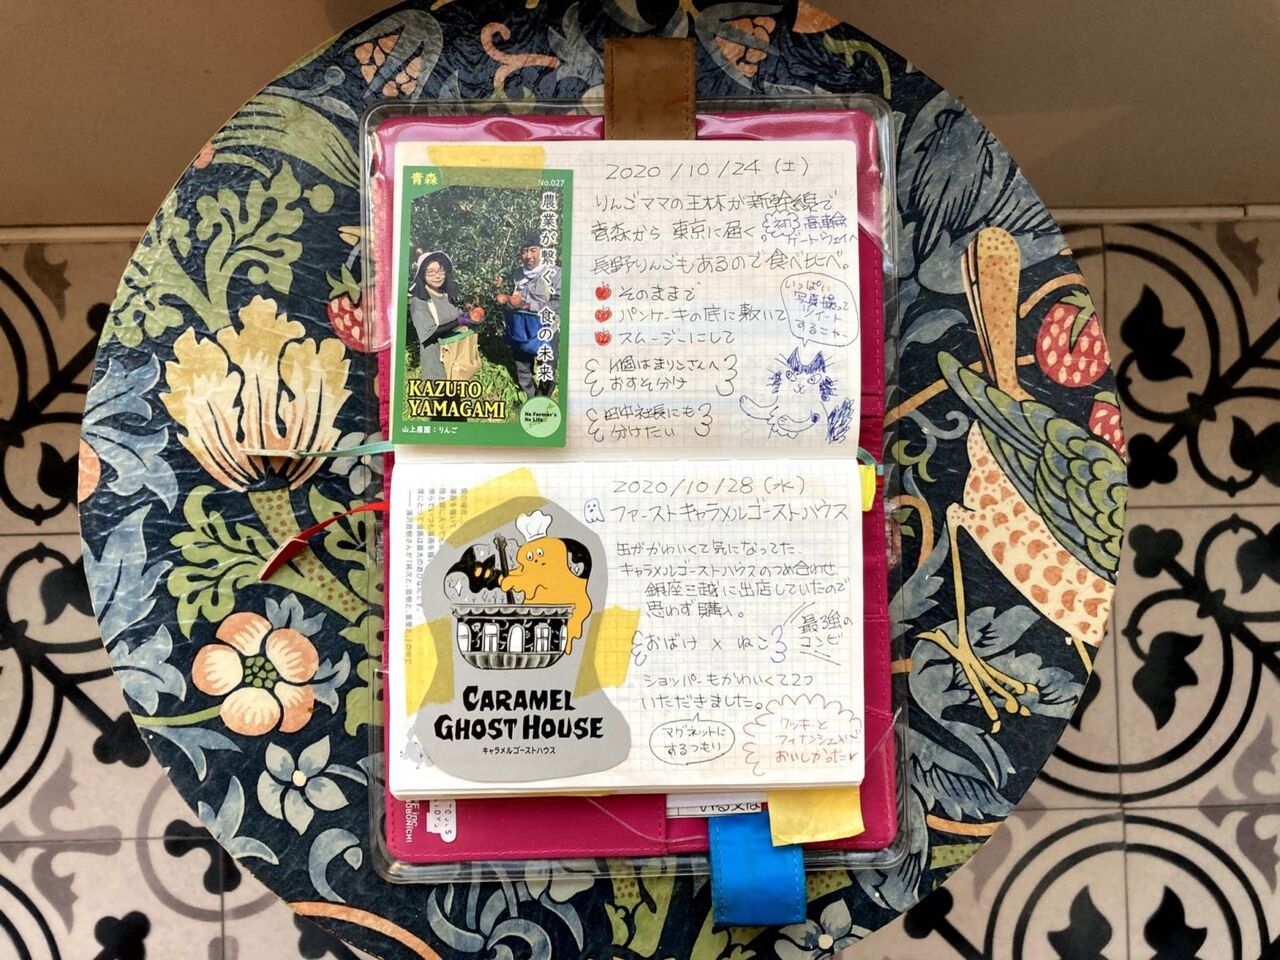 青森
No.027
農業が繋ぐ、食の未来
KAZUTO
YAMAGAMI
No Farmer's
No Life
山上農園：りんご
2020/10/24(土)
りんごママの王林が新幹線で
青森から東京に届く。
初 高輪
ゲートウェイへ
長野りんごもあるので食べ比べ。
そのままで
パンケーキの底に敷いて
スムージーにして
いっぱい
写真撮って
ツイート
するニャ
1個はまりこさんへ
おすそ分け
田中社長にも
分けたい
2020/10/28(水)
ファーストキャラメルゴーストハウス
缶がかわいくて気になってた、
キャラメルゴーストハウスのつめ合わせ。
銀座三越に出店していたので
思わず購入。
おばけ×ねこ
最強の
コンビ
ショッパーもかわいくて2つ
いただきました。
マグネットに
するつもり
クッキーと
フィナンシェが
おいしかった
CARAMEL
GHOST HOUSE
キャラメルゴーストハウス
HOBONICHI